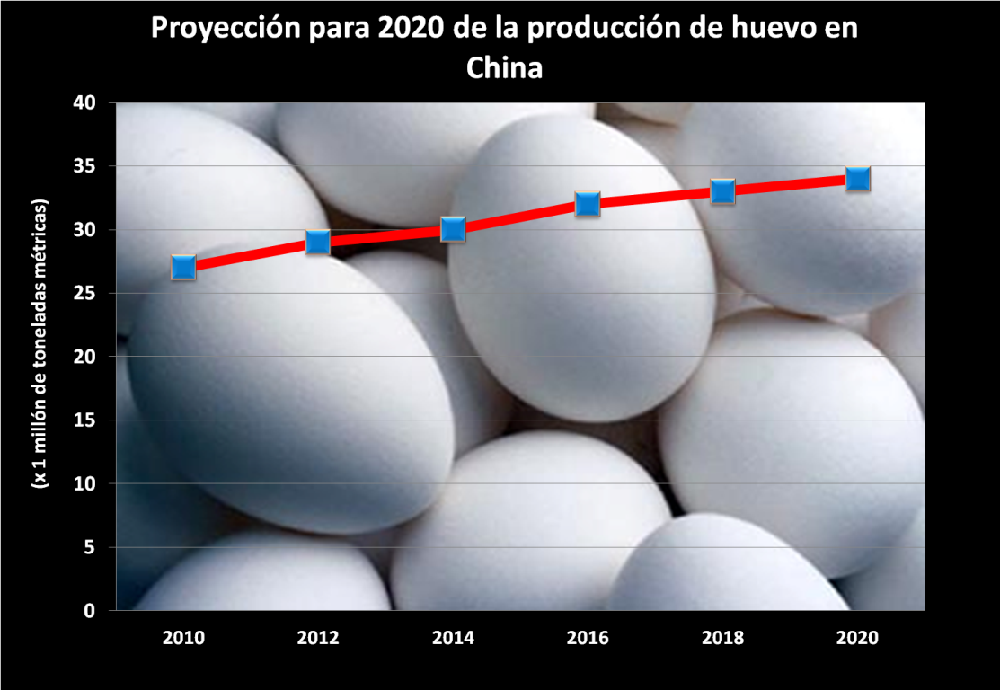 Proyección para 2020 de la producción de huevo en
China
(x 1 millón de toneladas métricas)
40
35
30
25
20
15
10
5
0
2010 2012 2014 2016 2018 2020